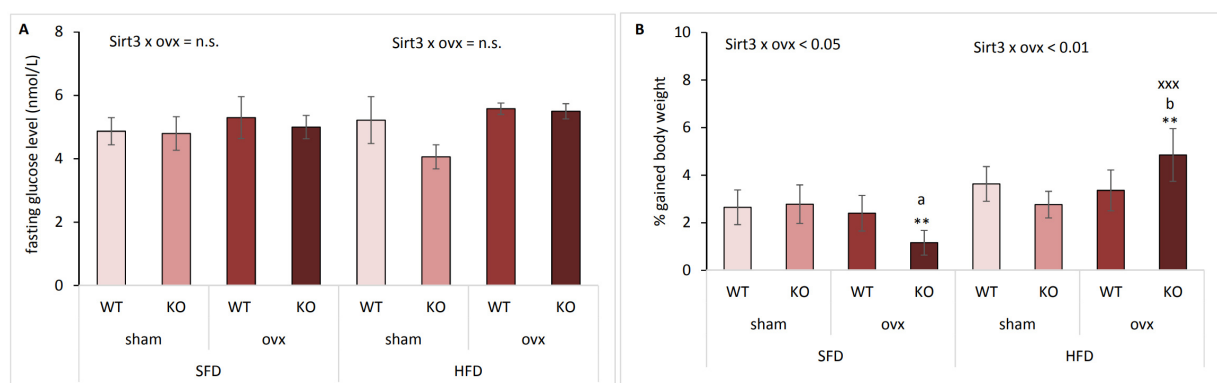 A
Sirt3 x ovx = n.s.
Sirt3 x ovx = n.s.
fasting glucose level (nmol/L)
8
6
4
2
0
WT KO WT KO WT KO WT KO
sham ovx sham ovx
SFD HFD
B
Sirt3 x ovx < 0.05
Sirt3 x ovx < 0.01
% gained body weight
10
8
6
4
2
0
a
**
xxx
b
**
WT KO WT KO WT KO WT KO
sham ovx sham ovx
SFD HFD